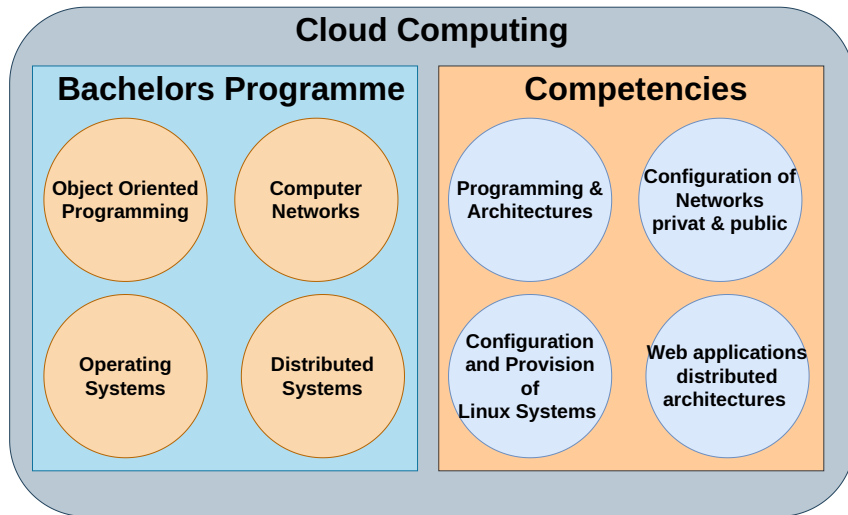 Cloud Computing
Bachelors Programme
Object Oriented
Programming
Computer
Networks
Operating
Systems
Distributed
Systems
Competencies
Programming &
Architectures
Configuration of
Networks
privat & public
Configuration
and Provision
of
Linux Systems
Web applications
distributed
architectures